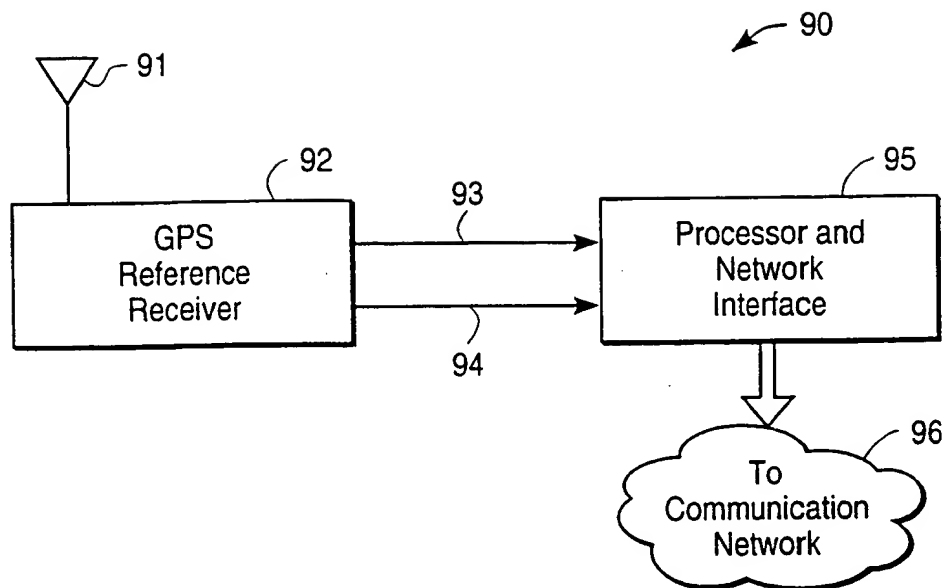 90
91
92
GPS
Reference
Receiver
93
94
95
Processor and
Network
Interface
96
To
Communication
Network